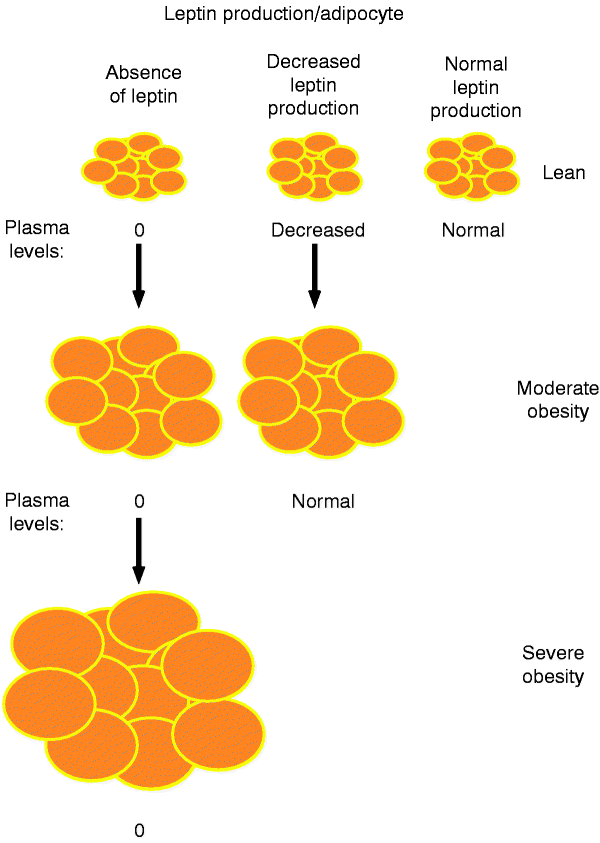 Leptin production/adipocyte
Absence
of leptin
Decreased
leptin
production
Normal
leptin
production
Lean
Plasma
levels:
0
Decreased
Normal
Moderate
obesity
Plasma
levels:
0
Normal
Severe
obesity
0